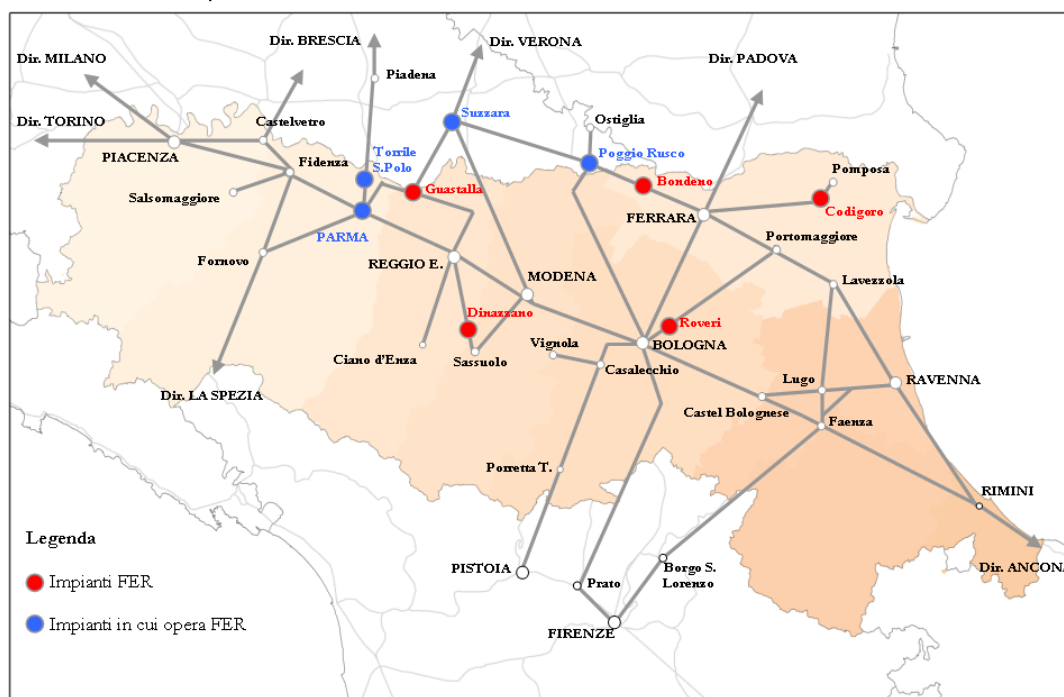 Dir. BRESCIA
Dir. VERONA
Dir. MILANO
Dir. PADOVA
Piadena
Dir. TORINO
Castelvetro
Suzzara
Ostiglia
PIACENZA
Fidenza
Torrile
S.Polo
Poggio Rusco
Pomposa
Salsomaggiore
Guastalla
Bondeno
Codigoro
FERRARA
PARMA
Portomaggiore
Fornovo
REGGIO E.
MODENA
Lavezzola
Dinazzano
Roveri
Ciano d'Enza
Sassuolo
Vignola
BOLOGNA
Casalecchio
Lugo
RAVENNA
Dir. LA SPEZIA
Castel Bolognese
Faenza
Porretta T.
RIMINI
Legenda
Impianti FER
PISTOIA
Prato
Borgo S.
Lorenzo
Dir. ANCONA
Impianti in cui opera FER
FIRENZE